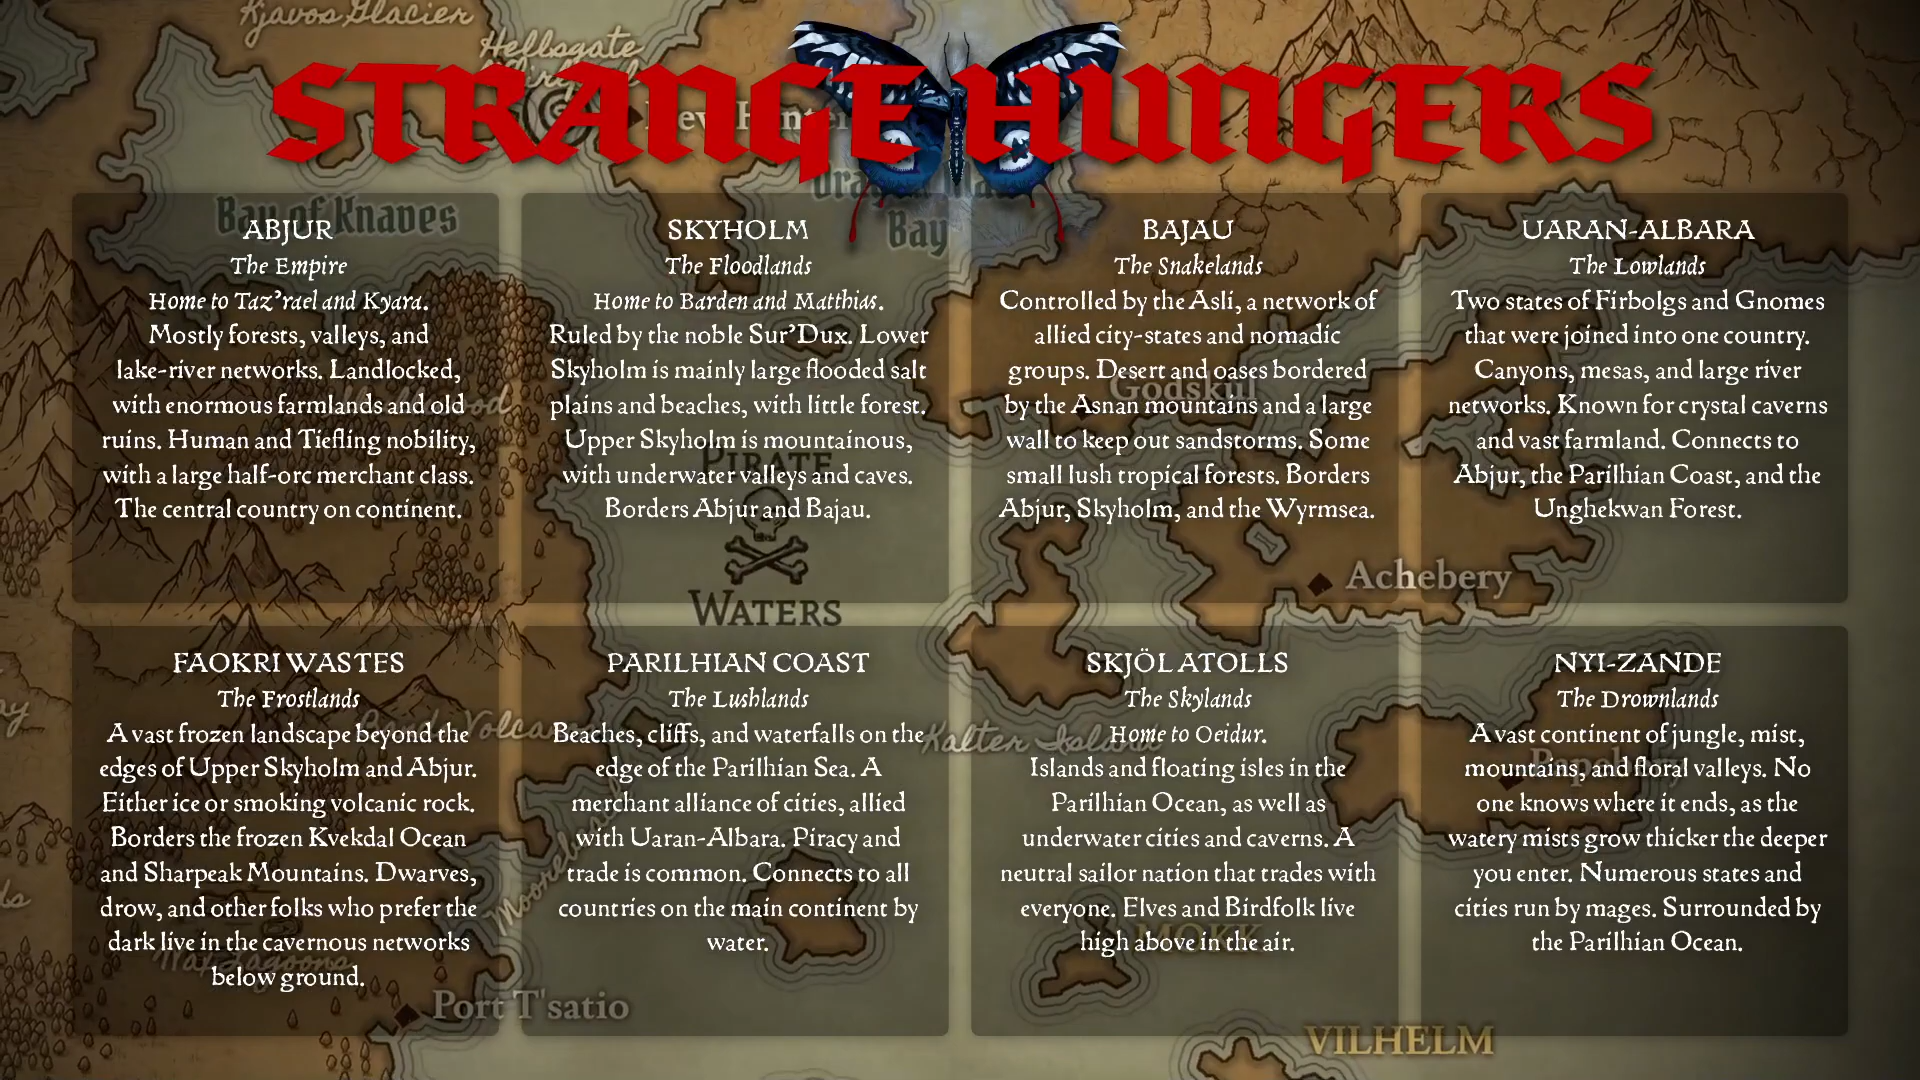 Kjavos Glacier
Hellsgate
STRANGE HUNGERS
Bay of Knaves
Bay
ABJUR
The Empire
Home to Taz'rael and Kyara.
Mostly forests, valleys, and
lake-river networks. Landlocked,
with enormous farmlands and old
ruins. Human and Tiefling nobility,
with a large half-orc merchant class.
The central country on continent.
SKYHOLM
The Floodlands
Home to Barden and Matthias.
Ruled by the noble Sur'Dux. Lower
Skyholm is mainly large flooded salt
plains and beaches, with little forest.
Upper Skyholm is mountainous,
with underwater valleys and caves.
Borders Abjur and Bajau.
PIRATE
WATERS
BAJAU
The Snakelands
Controlled by the Aslí, a network of
allied city-states and nomadic
groups. Desert and oases bordered
by the Asnan mountains and a large
wall to keep out sandstorms. Some
small lush tropical forests. Borders
Abjur, Skyholm, and the Wyrmsea.
Godskul
Achebery
UARAN-ALBARA
The Lowlands
Two states of Firbolgs and Gnomes
that were joined into one country.
Canyons, mesas, and large river
networks. Known for crystal caverns
and vast farmland. Connects to
Abjur, the Parilhian Coast, and the
Unghekwan Forest.
FAOKRI WASTES
The Frostlands
A vast frozen landscape beyond the
edges of Upper Skyholm and Abjur.
Either ice or smoking volcanic rock.
Borders the frozen Kvekdal Ocean
and Sharpeak Mountains. Dwarves,
drow, and other folks who prefer the
dark live in the cavernous networks
below ground.
Port T'satio
PARILHIAN COAST
The Lushlands
Beaches, cliffs, and waterfalls on the
edge of the Parilhian Sea. A
merchant alliance of cities, allied
with Uaran-Albara. Piracy and
trade is common. Connects to all
countries on the main continent by
water.
Kalter Island
SKJÖL ATOLLS
The Skylands
Home to Oeidur.
Islands and floating isles in the
Parilhian Ocean, as well as
underwater cities and caverns. A
neutral sailor nation that trades with
everyone. Elves and Birdfolk live
high above in the air.
NYI-ZANDE
The Drownlands
A vast continent of jungle, mist,
mountains, and floral valleys. No
one knows where it ends, as the
watery mists grow thicker the deeper
you enter. Numerous states and
cities run by mages. Surrounded by
the Parilhian Ocean.
VILHELM